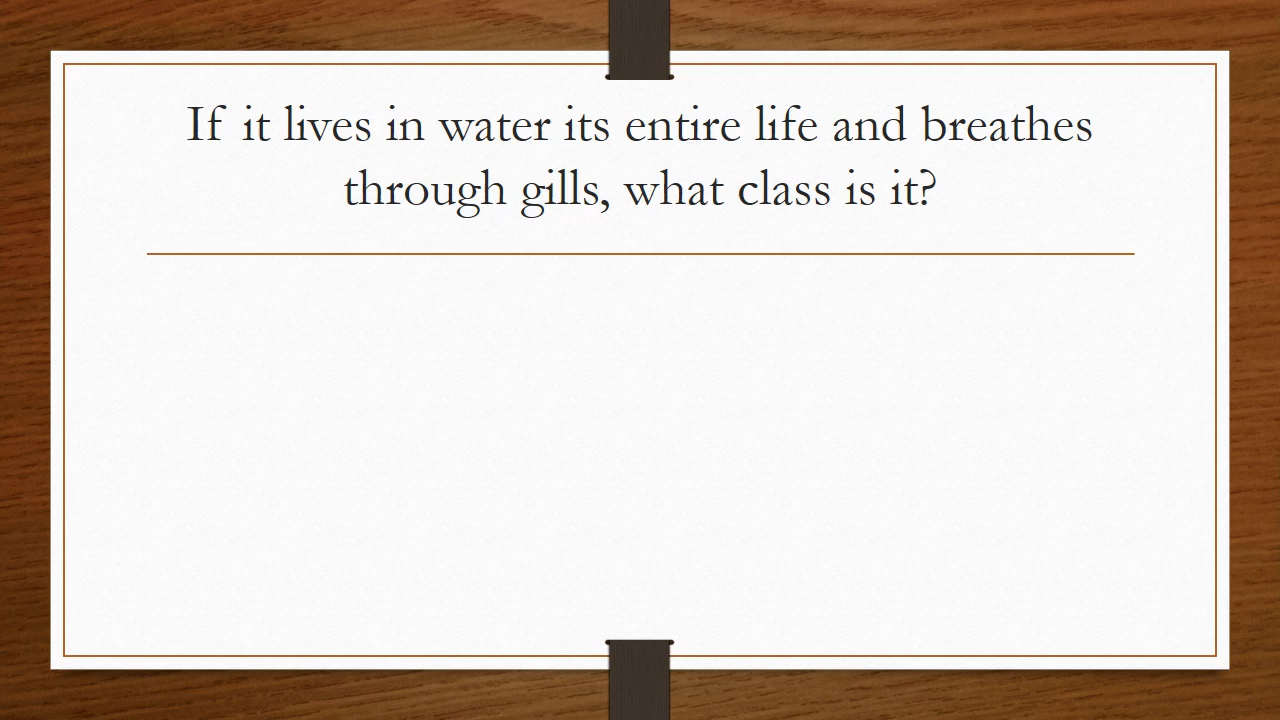 If it lives in water its entire life and breathes
through gills, what class is it?